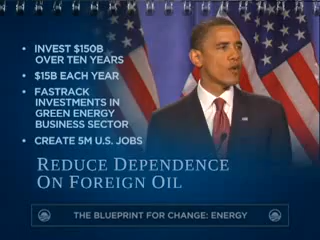 • INVEST $150B
OVER TEN YEARS
• $15B EACH YEAR
• FASTRACK
INVESTMENTS IN
GREEN ENERGY
BUSINESS SECTOR
• CREATE 5M U.S. JOBS
REDUCE DEPENDENCE
ON FOREIGN OIL
THE BLUEPRINT FOR CHANGE: ENERGY